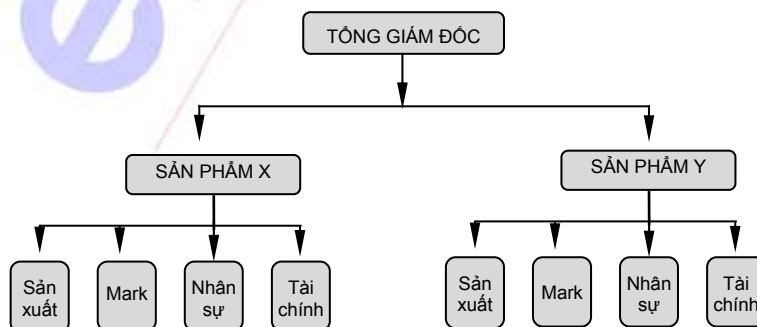 TỔNG GIÁM ĐỐC
SẢN PHẨM X
SẢN PHẨM Y
Sản
xuất
Mark
Nhân
sự
Tài
chính
Sản
xuất
Mark
Nhân
sự
Tài
chính